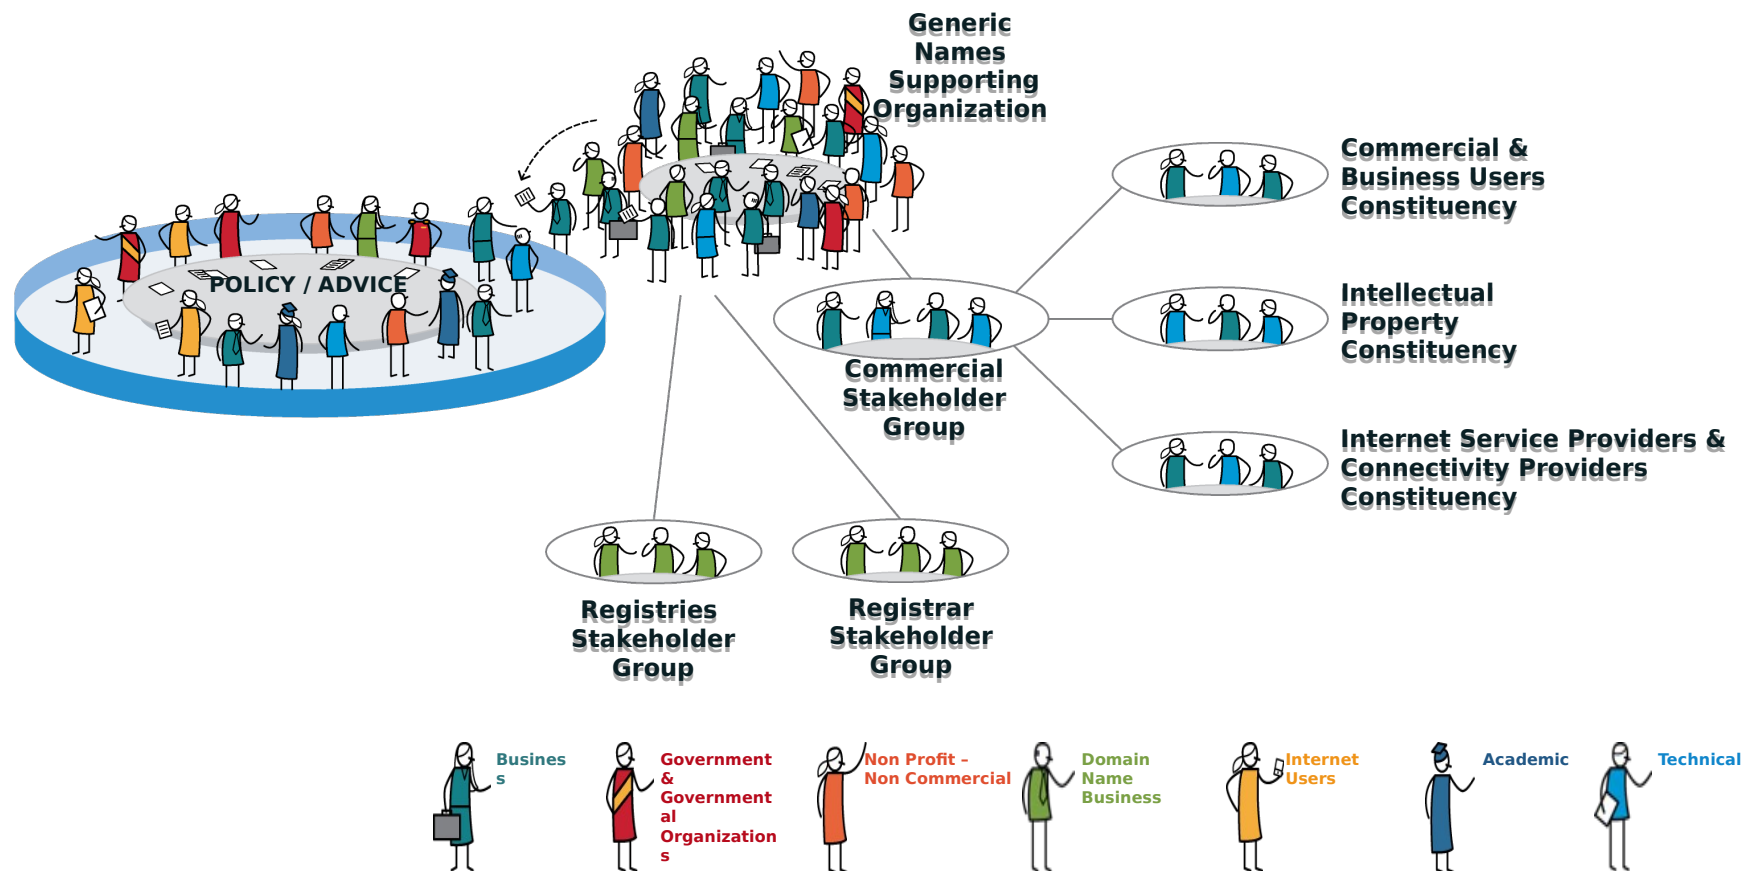 Generic
Names
Supporting
Organization
Commercial &
Business Users
Constituency
POLICY / ADVICE
Intellectual
Property
Constituency
Commercial
Stakeholder
Group
Internet Service Providers &
Connectivity Providers
Constituency
Registries
Stakeholder
Group
Registrar
Stakeholder
Group
Busines
s
Government
&
Government
al
Organization
s
Non Profit –
Non Commercial
Domain
Name
Business
Internet
Users
Academic
Technical